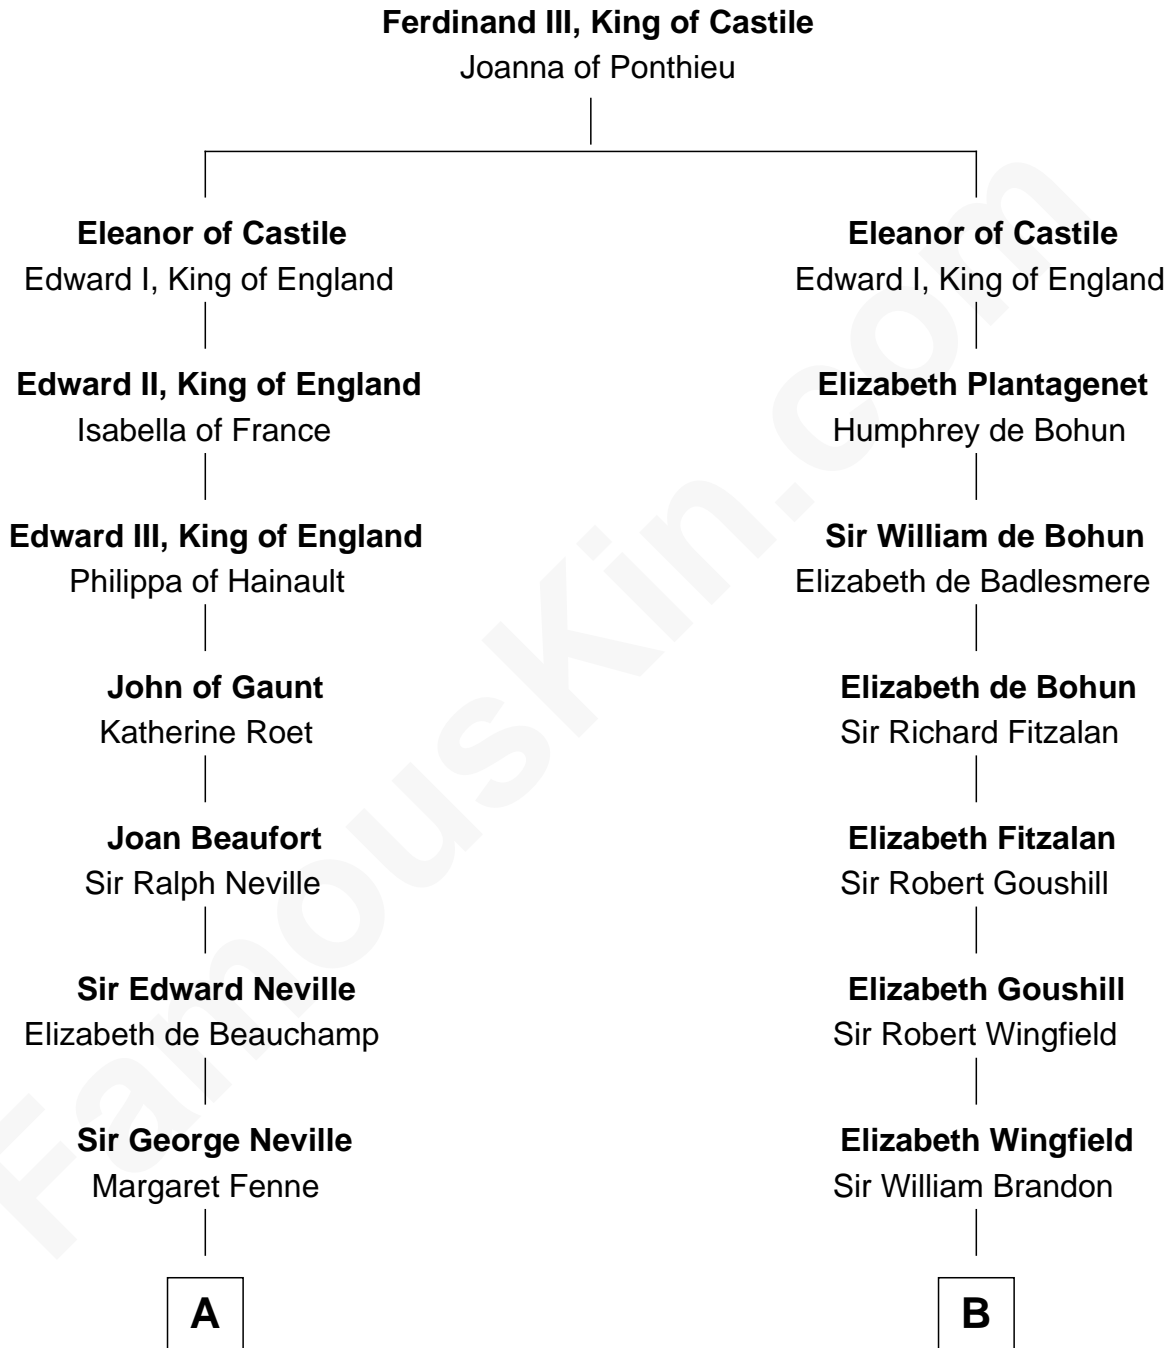 Ferdinand III, King of Castile
Joanna of Ponthieu
Eleanor of Castile
Edward I, King of England
Eleanor of Castile
Edward I, King of England
Edward II, King of England
Isabella of France
Elizabeth Plantagenet
Humphrey de Bohun
Edward III, King of England
Philippa of Hainault
Sir William de Bohun
Elizabeth de Badlesmere
John of Gaunt
Katherine Roet
Elizabeth de Bohun
Sir Richard Fitzalan
Joan Beaufort
Sir Ralph Neville
Elizabeth Fitzalan
Sir Robert Goushill
Sir Edward Neville
Elizabeth de Beauchamp
Elizabeth Goushill
Sir Robert Wingfield
Sir George Neville
Margaret Fenne
Elizabeth Wingfield
Sir William Brandon
A
B
FamousKin.com